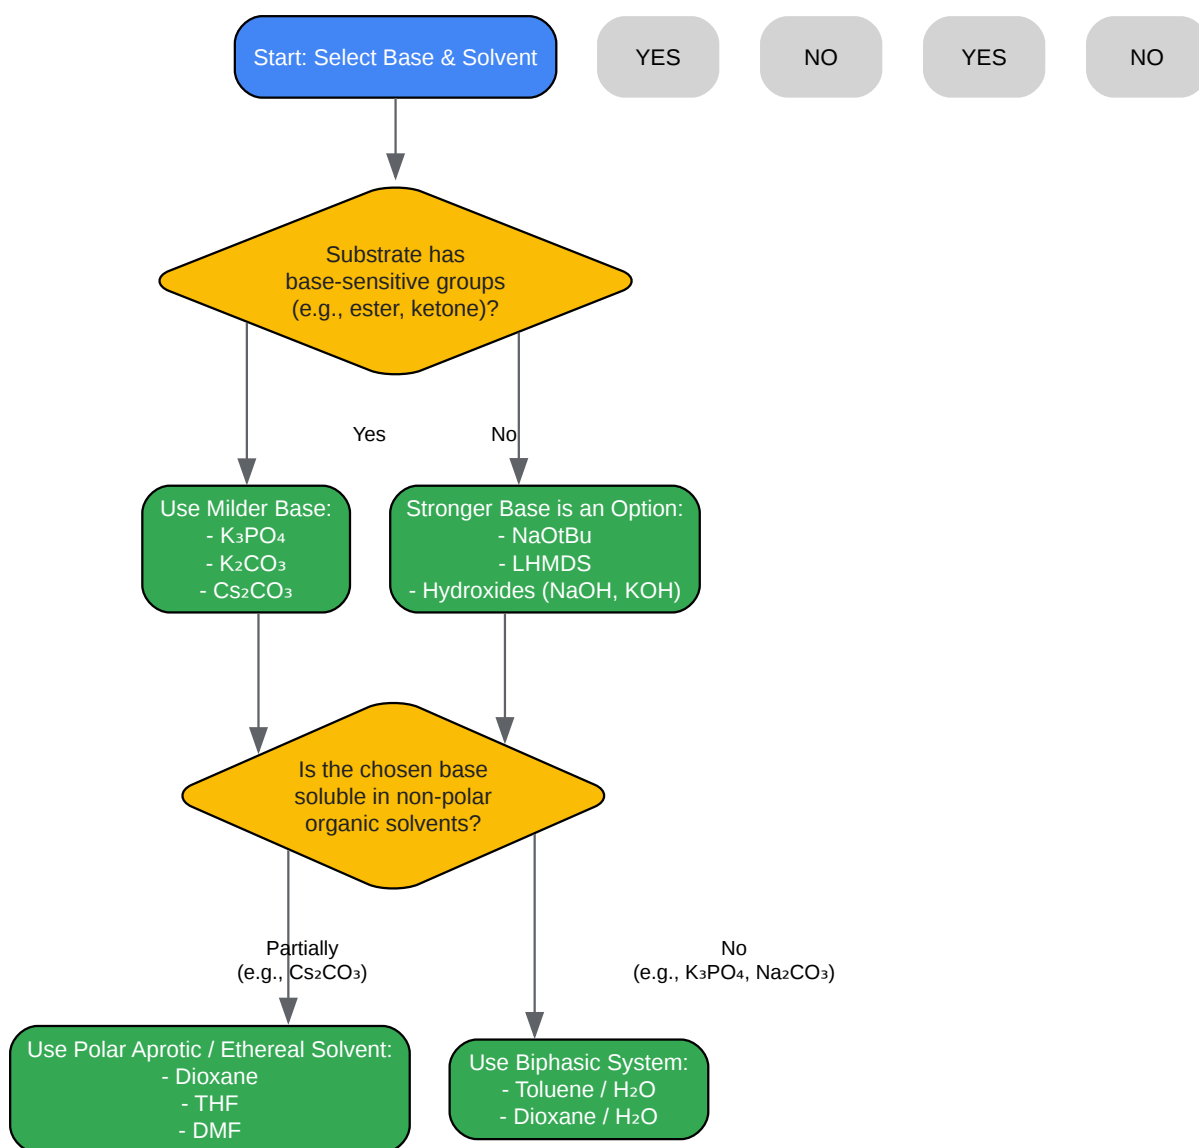 Start: Select Base & Solvent
YES
NO
YES
NO
Substrate has
base-sensitive groups
(e.g., ester, ketone)?
Yes
No
Use Milder Base:
- K₃PO₄
- K₂CO₃
- Cs₂CO₃
Stronger Base is an Option:
- NaOtBu
- LHMDS
- Hydroxides (NaOH, KOH)
Is the chosen base
soluble in non-polar
organic solvents?
Partially
(e.g., Cs₂CO₃)
No
(e.g., K₃PO₄, Na₂CO₃)
Use Polar Aprotic / Ethereal Solvent:
- Dioxane
- THF
- DMF
Use Biphasic System:
- Toluene / H₂O
- Dioxane / H₂O